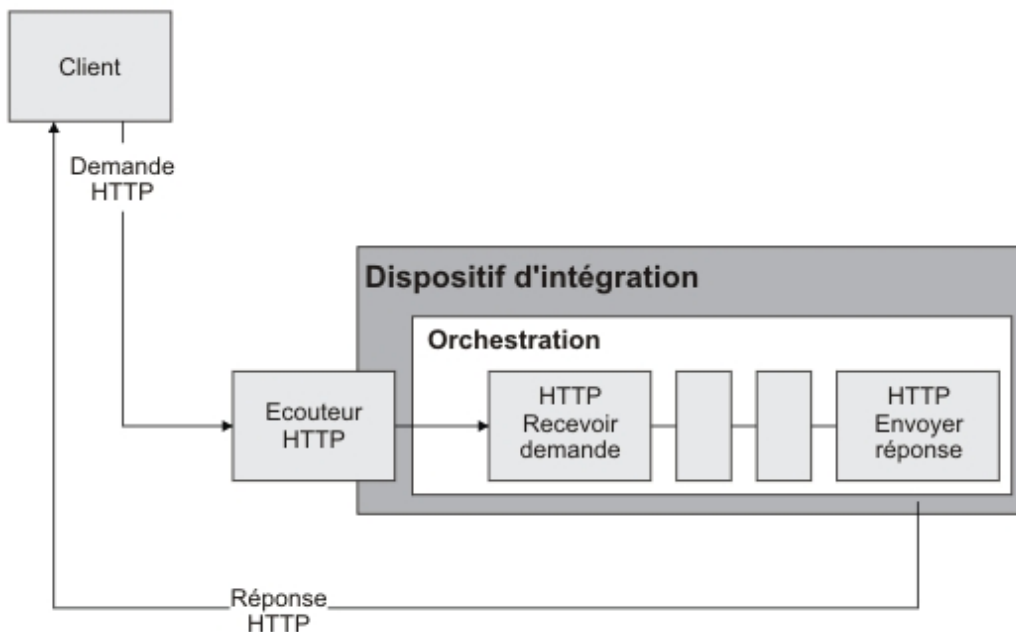 Client
Demande
HTTP
Dispositif d'intégration
Orchestration
Ecouteur
HTTP
HTTP
Recevoir
demande
HTTP
Envoyer
réponse
Réponse
HTTP